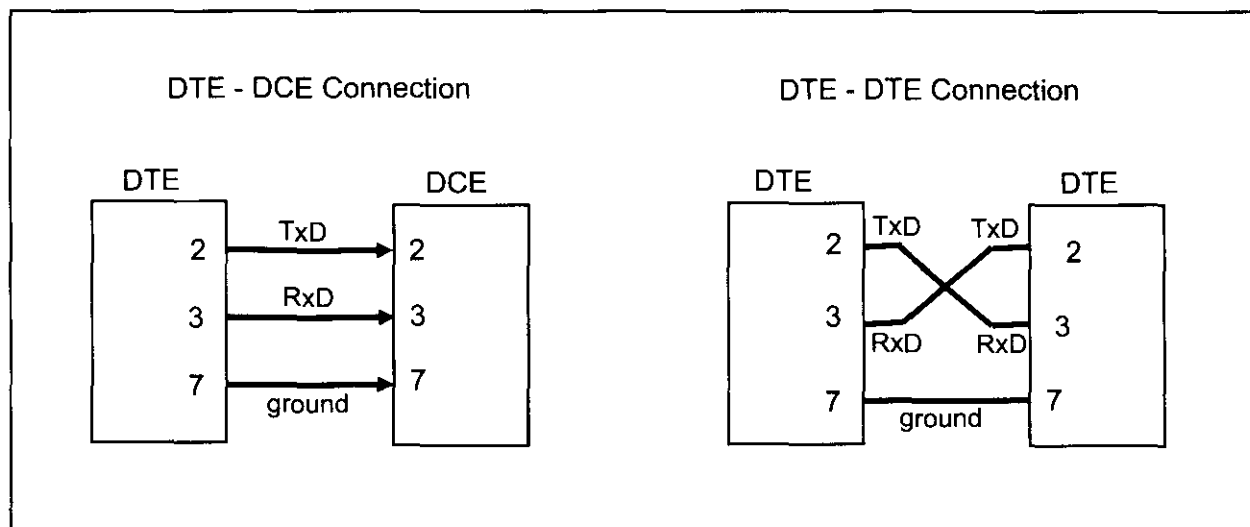 DTE - DCE Connection
DTE
DCE
2
TxD
2
3
RxD
3
7
ground
7
DTE - DTE Connection
DTE
DTE
2
TxD
TxD
2
3
RxD
RxD
3
7
ground
7